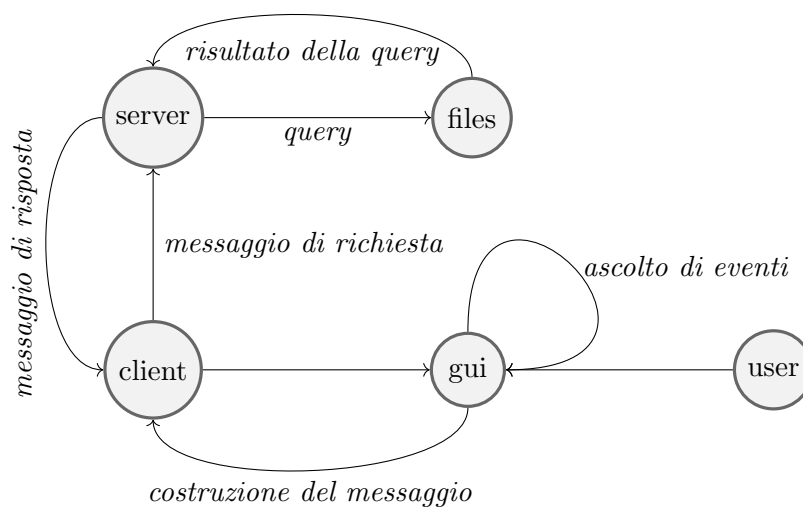 risultato della query
server
files
query
messaggio di risposta
messaggio di richiesta
ascolto di eventi
client
gui
user
costruzione del messaggio